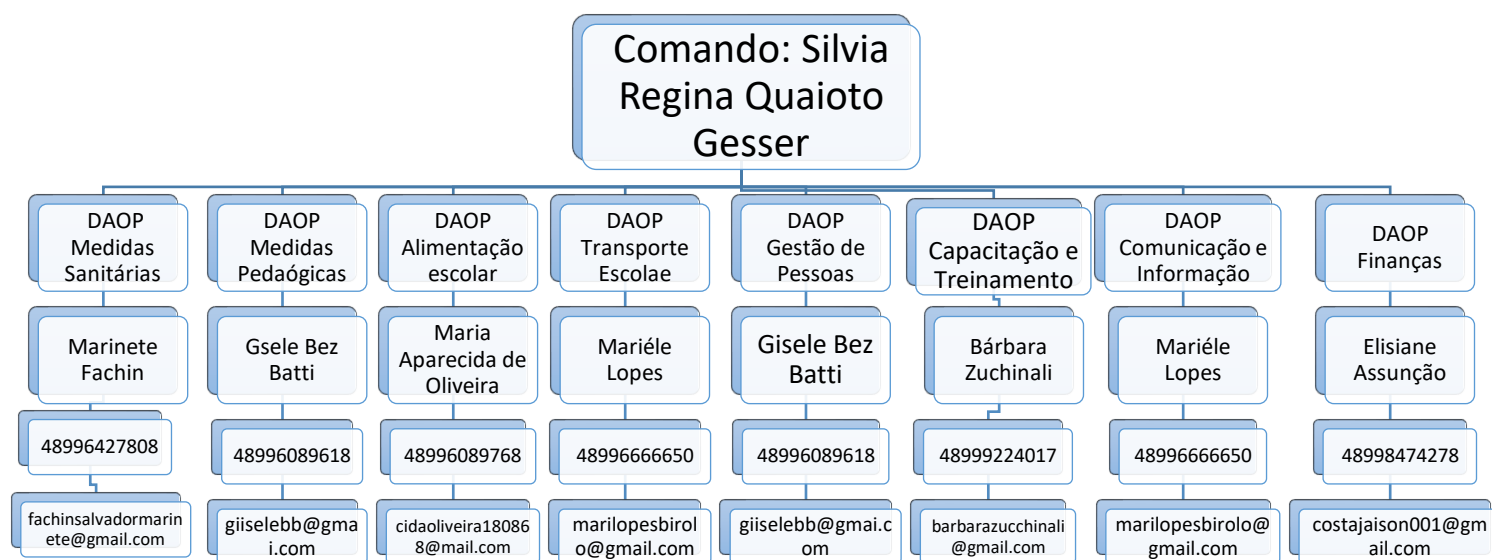 Comando: Silvia
Regina Quaioto
Gesser
DAOP
Medidas
Sanitárias
DAOP
Medidas
Pedaógicas
DAOP
Alimentação
escolar
DAOP
Transporte
Escolae
DAOP
Gestão de
Pessoas
DAOP
Capacitação e
Treinamento
DAOP
Comunicação e
Informação
DAOP
Finanças
Marinete
Fachin
Gsele Bez
Batti
Maria
Aparecida de
Oliveira
Mariéle
Lopes
Gisele Bez
Batti
Bárbara
Zuchinali
Mariéle
Lopes
Elisiane
Assunção
48996427808
48996089618
48996089768
48996666650
48996089618
48999224017
48996666650
48998474278
fachinsalvadormarin
ete@gmail.com
giiselebb@gma
i.com
cidaoliveira18086
8@mail.com
marilopesbirol
o@gmail.com
giiselebb@gmai.c
om
barbarazucchinali
@gmail.com
marilopesbirolo@
gmail.com
costajaison001@gm
ail.com